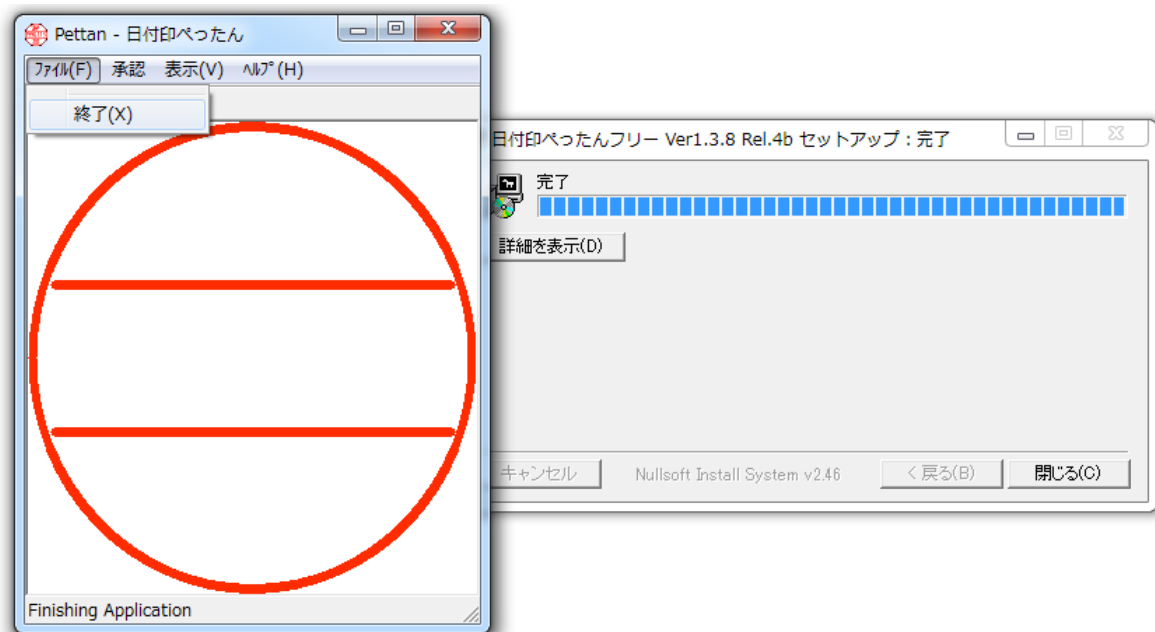 Pettan - 日付印ぺったん
ﾌｧｲﾙ(F) 承認 表示(V) ﾍﾙﾌﾟ(H)
終了(X)
Finishing Application
日付印ぺったんフリー Ver1.3.8 Rel.4b セットアップ：完了
完了
詳細を表示(D)
キャンセル Nullsoft Install System v2.46 < 戻る(B) 閉じる(C)